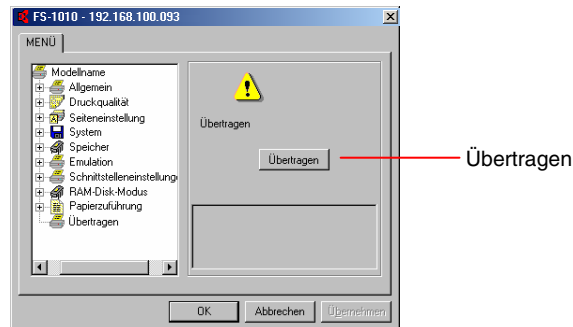 FS-1010 - 192.168.100.093
MENÜ
Modellname
Allgemein
Druckqualität
Seiteneinstellung
System
Speicher
Emulation
Schnittstelleneinstellung
RAM-Disk-Modus
Papierzuführung
Übertragen
Übertragen
Übertragen
Übertragen
OK
Abbrechen
Übernehmen